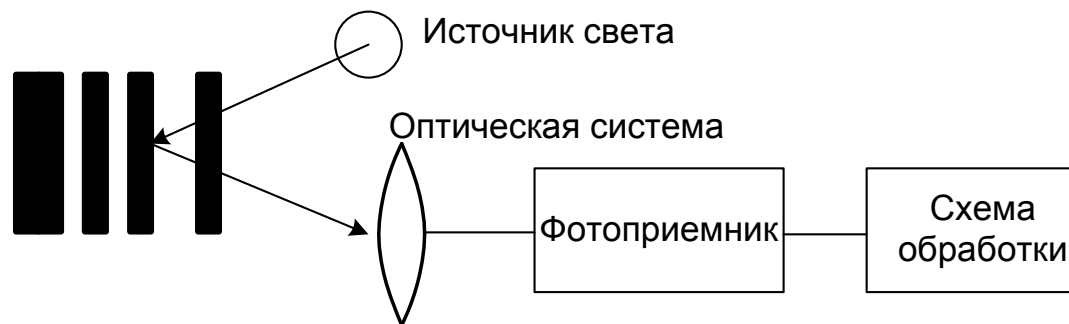 Источник света
Оптическая система
Фотоприемник
Схема
обработки